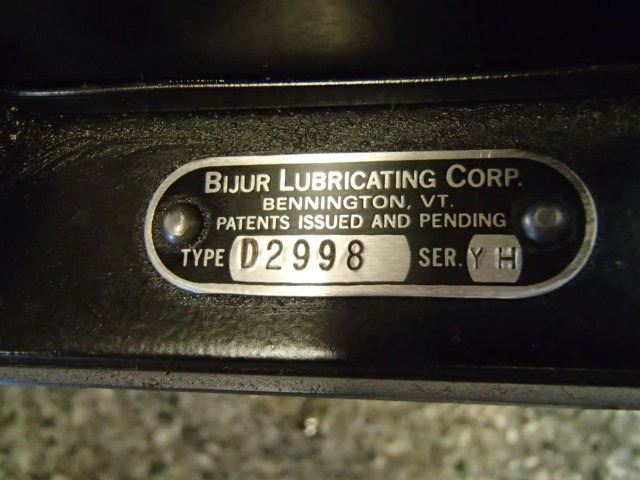 BIJUR LUBRICATING CORP.
BENNINGTON, VT.
PATENTS ISSUED AND PENDING
TYPE D2998 SER. Y H